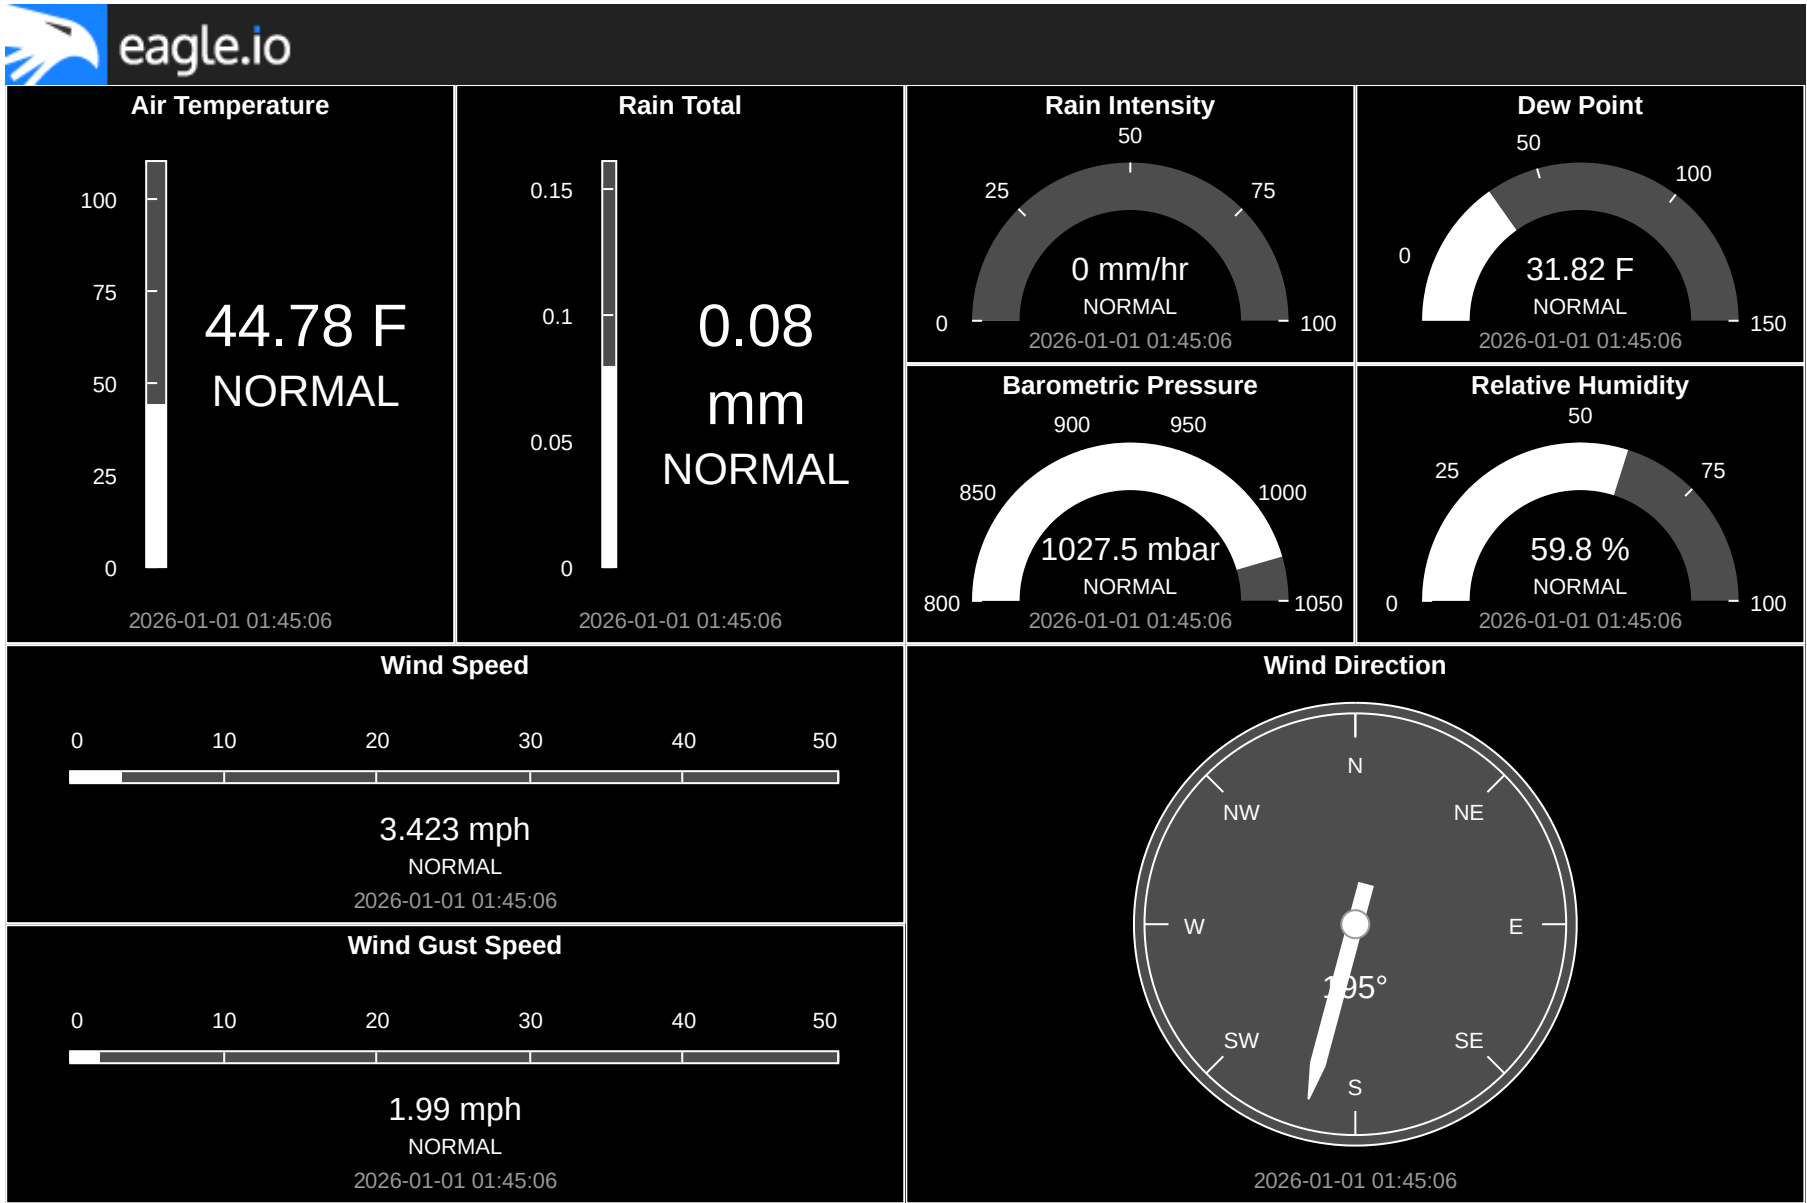 eagle.io
Air Temperature
100
75
50
25
0
44.78 F
NORMAL
2026-01-01 01:45:06
Rain Total
0.15
0.1
0.05
0
0.08
mm
NORMAL
2026-01-01 01:45:06
Rain Intensity
0
25
50
75
100
0 mm/hr
NORMAL
2026-01-01 01:45:06
Dew Point
0
50
100
150
31.82 F
NORMAL
2026-01-01 01:45:06
Barometric Pressure
800
850
900
950
1000
1050
1027.5 mbar
NORMAL
2026-01-01 01:45:06
Relative Humidity
0
25
50
75
100
59.8 %
NORMAL
2026-01-01 01:45:06
Wind Speed
0 10 20 30 40 50
3.423 mph
NORMAL
2026-01-01 01:45:06
Wind Gust Speed
0 10 20 30 40 50
1.99 mph
NORMAL
2026-01-01 01:45:06
Wind Direction
N
NW NE
W E
195°
SW SE
S
2026-01-01 01:45:06